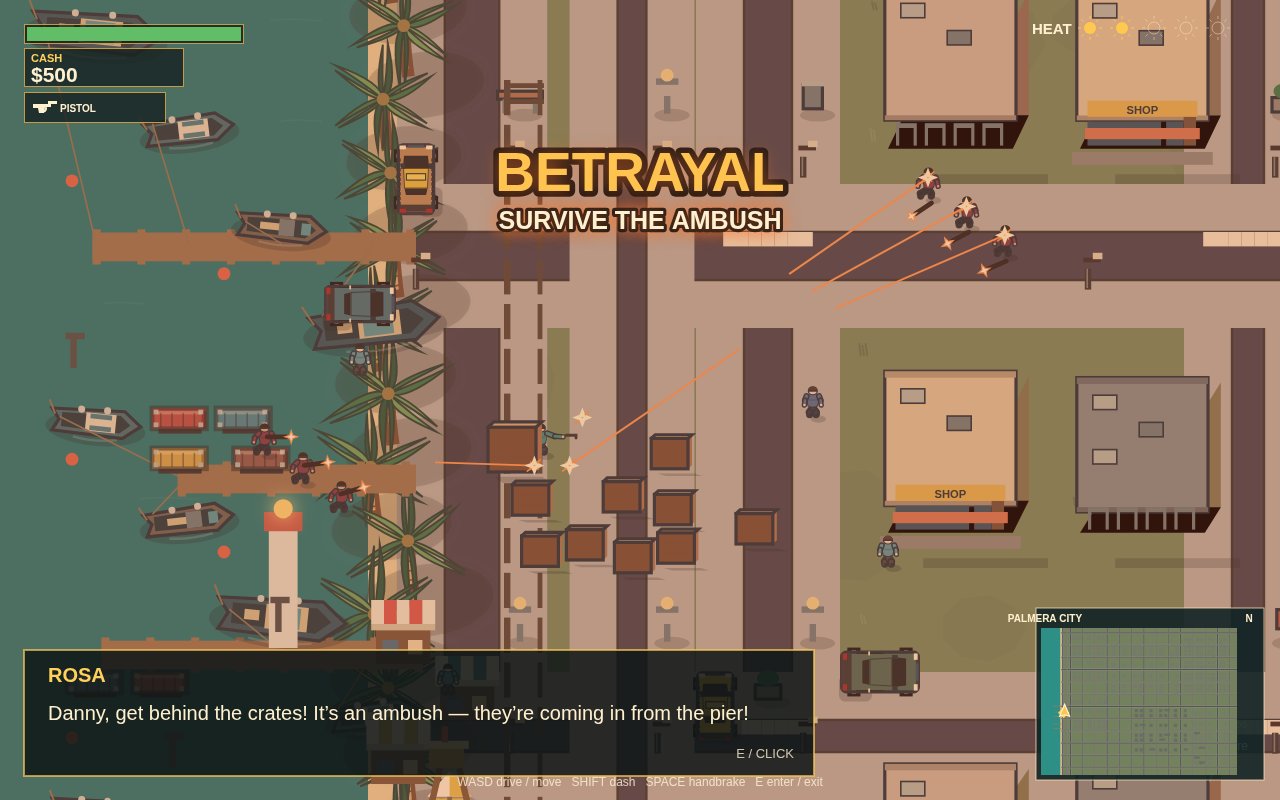 CASH
$500
PISTOL
HEAT
SHOP
BETRAYAL
SURVIVE THE AMBUSH
SHOP
PALMERA CITY N
ROSA
Danny, get behind the crates! It’s an ambush — they’re coming in from the pier!
E / CLICK
WASD drive / move SHIFT dash SPACE handbrake E enter / exit